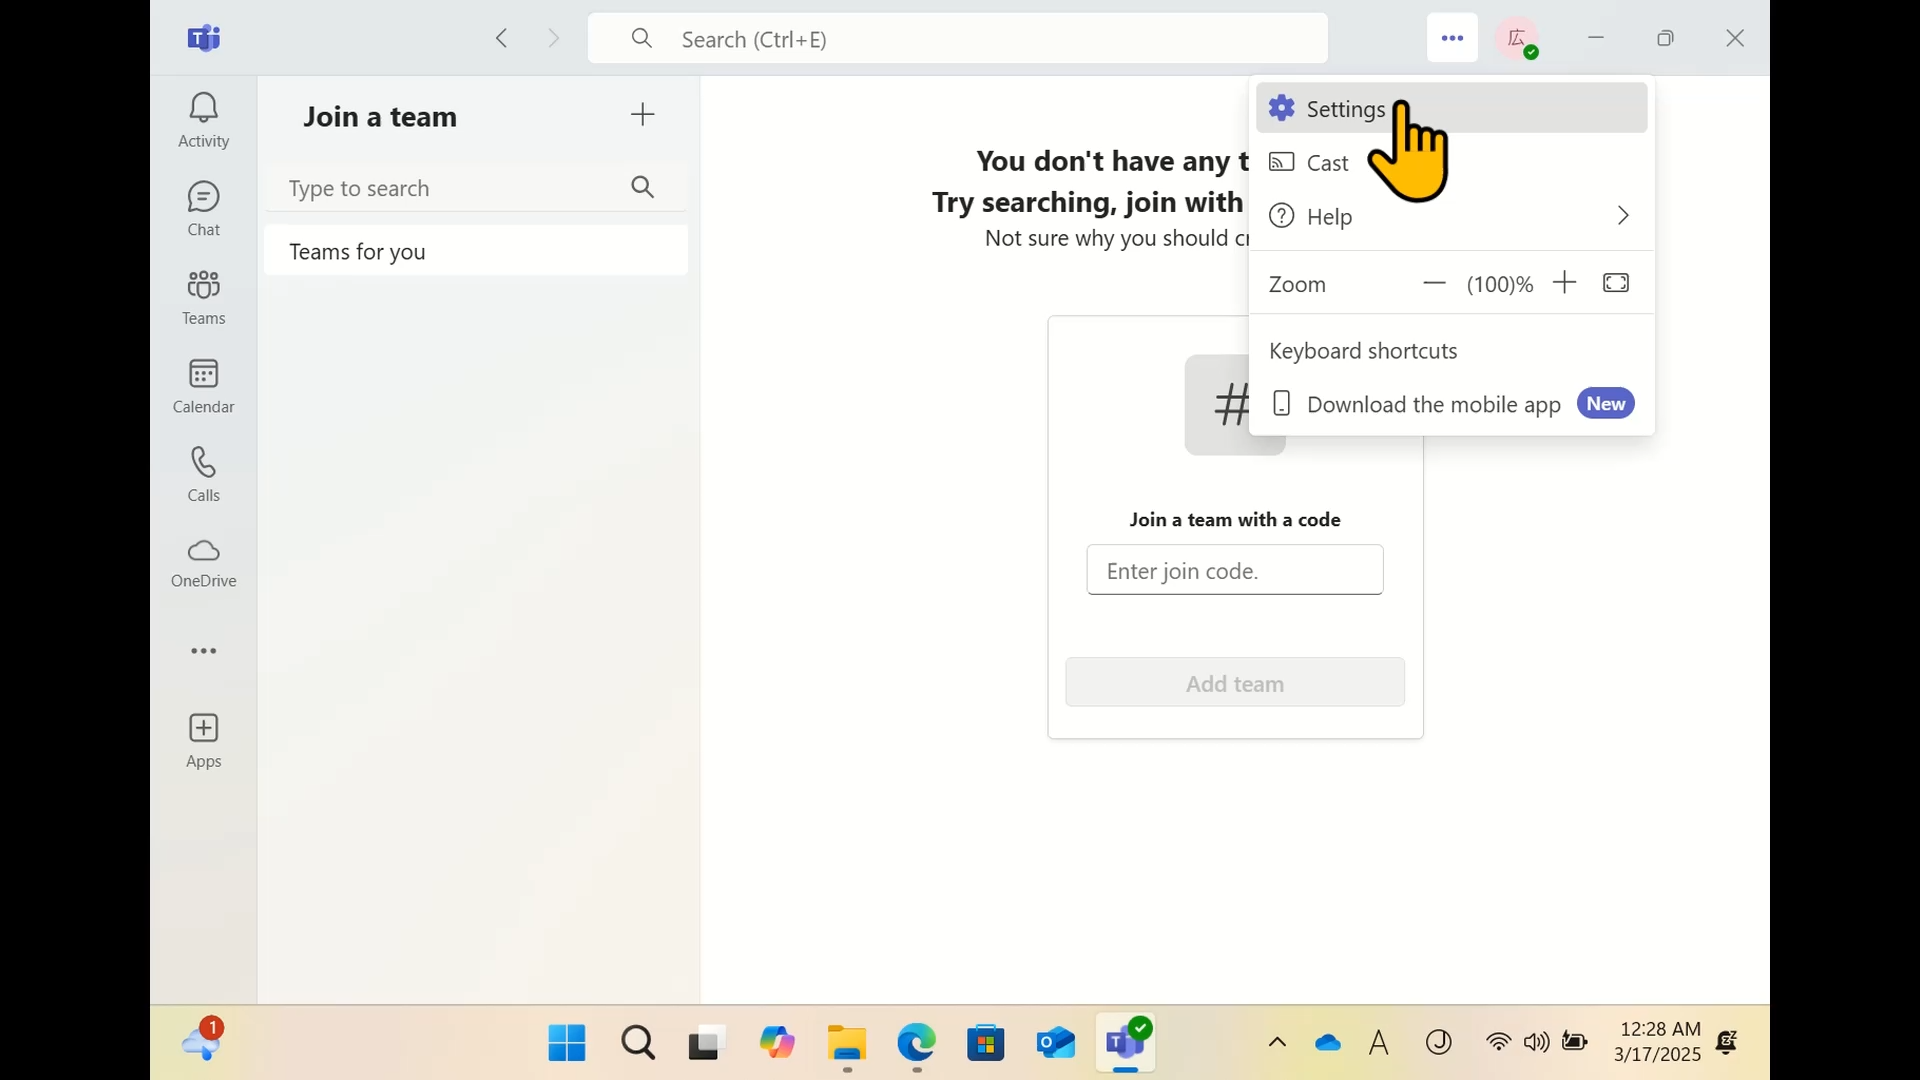 Search (Ctrl+E)
広
Activity
Chat
Teams
Calendar
Calls
OneDrive
Apps
Join a team
Type to search
Teams for you
You don't have any t
Try searching, join with
Not sure why you should cr
#
Join a team with a code
Enter join code.
Add team
Settings
Cast
Help
Zoom
(100)%
Keyboard shortcuts
Download the mobile app New
1
A
J
12:28 AM
3/17/2025